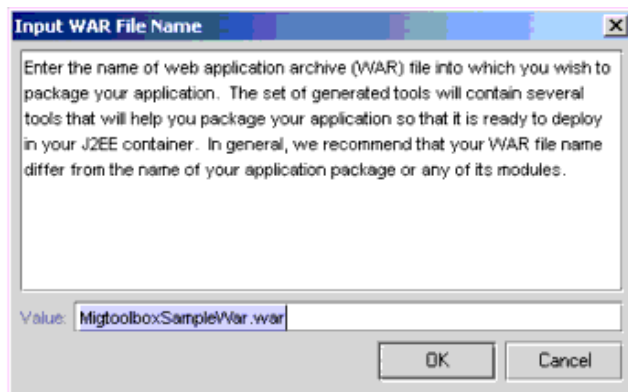 Input WAR File Name
Enter the name of web application archive (WAR) file into which you wish to
package your application.  The set of generated tools will contain several
tools that will help you package your application so that it is ready to deploy
in your J2EE container.  In general, we recommend that your WAR file name
differ from the name of your application package or any of its modules.
Value: MigtoolboxSampleWar.war
OK Cancel